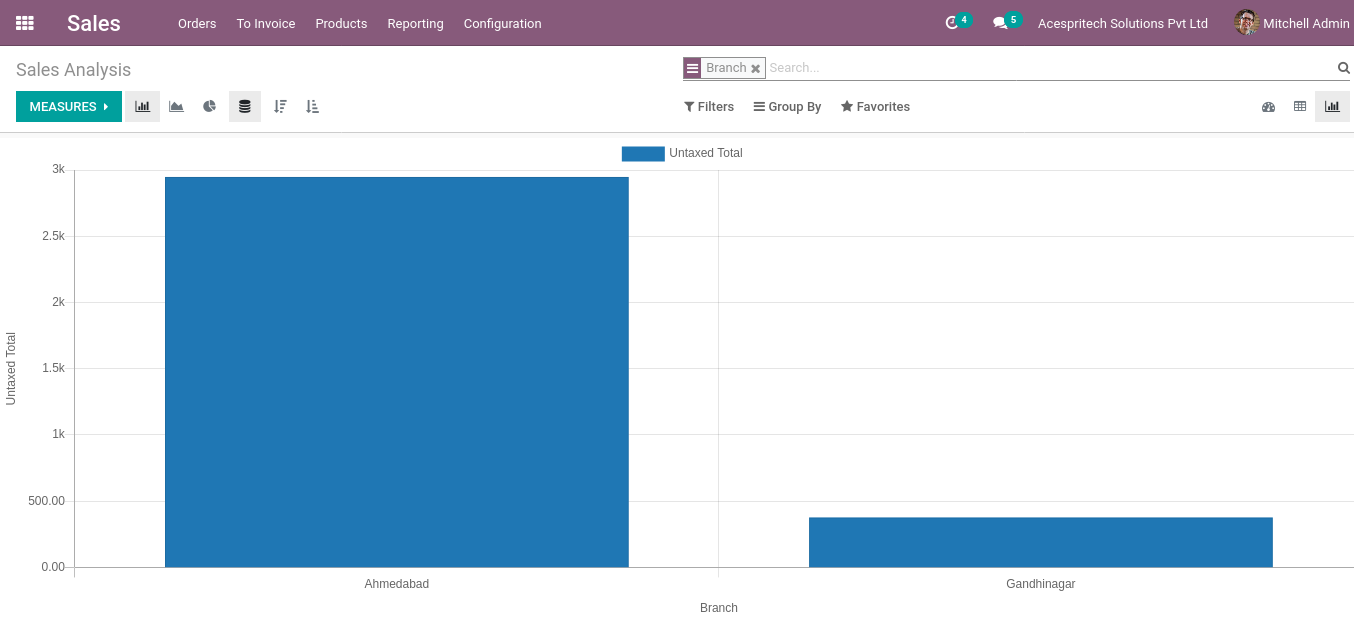 Sales Orders To Invoice Products Reporting Configuration 4 5 Acespritech Solutions Pvt Ltd Mitchell Admin
Sales Analysis
Branch Search...
MEASURES
Filters Group By Favorites
Untaxed Total
3k
2.5k
2k
1.5k
1k
500.00
0.00
Untaxed Total
Ahmedabad Gandhinagar
Branch